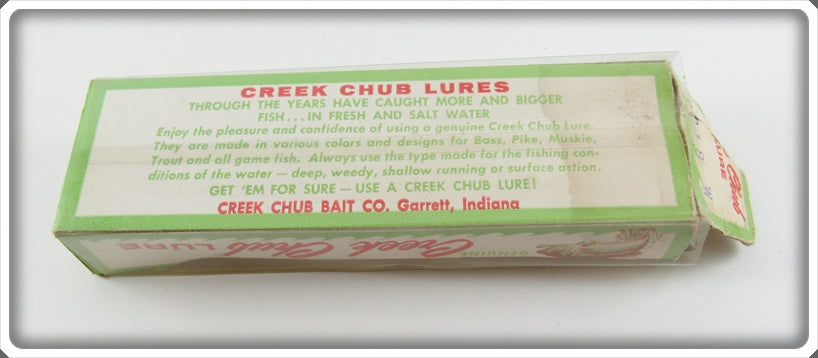 CREEK CHUB LURES
THROUGH THE YEARS HAVE CAUGHT MORE AND BIGGER
FISH...IN FRESH AND SALT WATER
Enjoy the pleasure and confidence of using a genuine Creek Chub Lure.
They are made in various colors and designs for Bass, Pike, Muskie,
Trout and all game fish. Always use the type made for the fishing con-
ditions of the water — deep, weedy, shallow running or surface action.
GET 'EM FOR SURE — USE A CREEK CHUB LURE!
CREEK CHUB BAIT CO. Garrett, Indiana
GENUINE
Creek Chub LURE
Chub
LURE
W